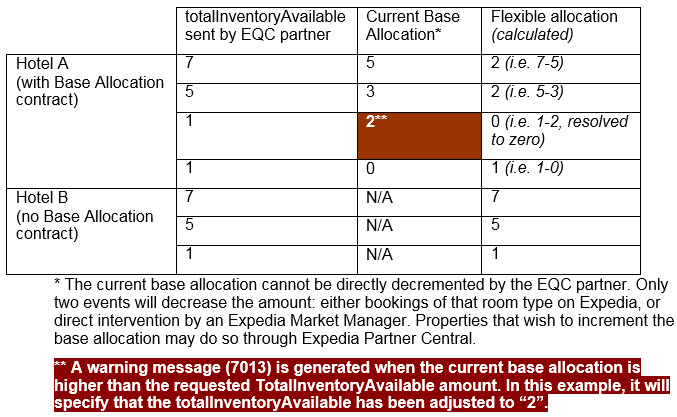 totalInventoryAvailable sent by EQC partner
Current Base Allocation*
Flexible allocation (calculated)
Hotel A (with Base Allocation contract)
7
5
2 (i.e. 7-5)
5
3
2 (i.e. 5-3)
1
2**
0 (i.e. 1-2, resolved to zero)
1
0
1 (i.e. 1-0)
Hotel B (no Base Allocation contract)
7
N/A
7
5
N/A
5
1
N/A
1
* The current base allocation cannot be directly decremented by the EQC partner. Only
two events will decrease the amount: either bookings of that room type on Expedia, or
direct intervention by an Expedia Market Manager. Properties that wish to increment the
base allocation may do so through Expedia Partner Central.
** A warning message (7013) is generated when the current base allocation is
higher than the requested TotalInventoryAvailable amount. In this example, it will
specify that the totalInventoryAvailable has been adjusted to “2”.